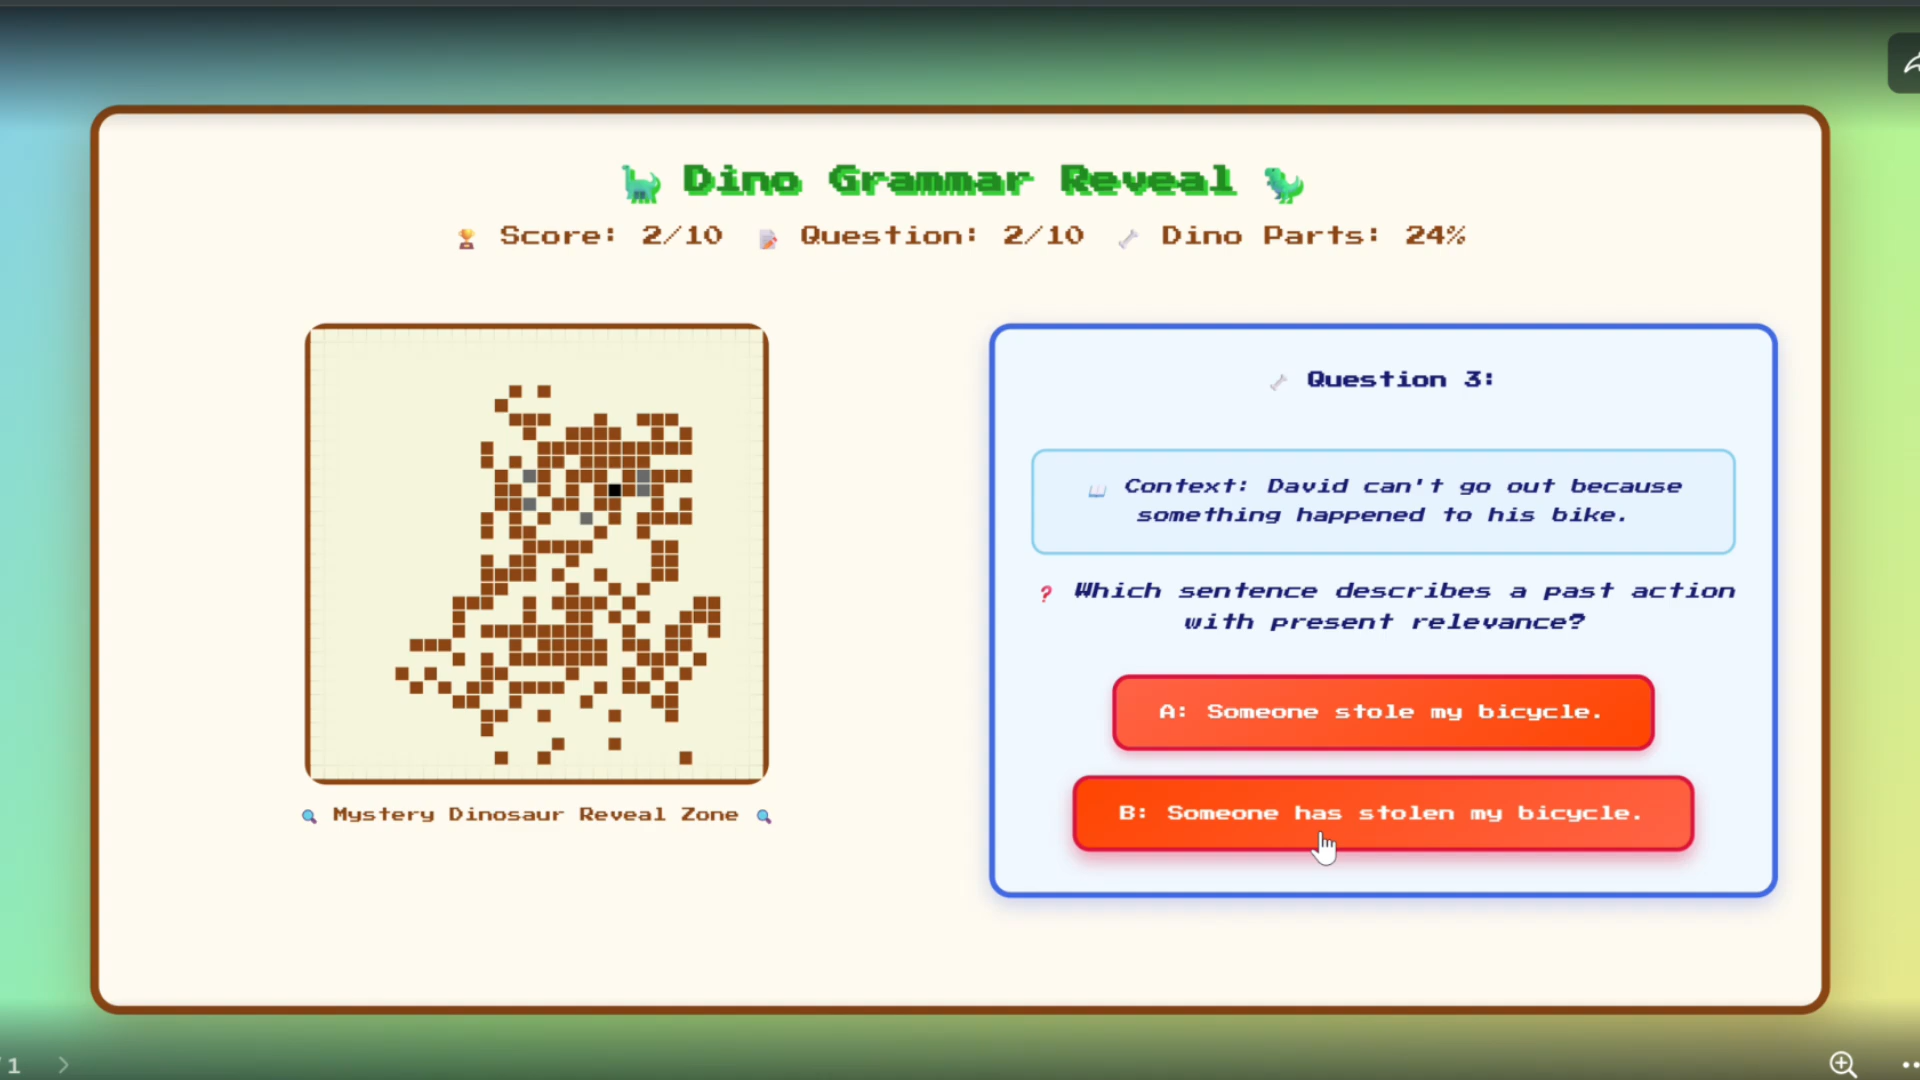 Dino Grammar Reveal
Score: 2/10 Question: 2/10 Dino Parts: 24%
Mystery Dinosaur Reveal Zone
Question 3:
Context: David can't go out because
something happened to his bike.
Which sentence describes a past action
with present relevance?
A: Someone stole my bicycle.
B: Someone has stolen my bicycle.
/ 1